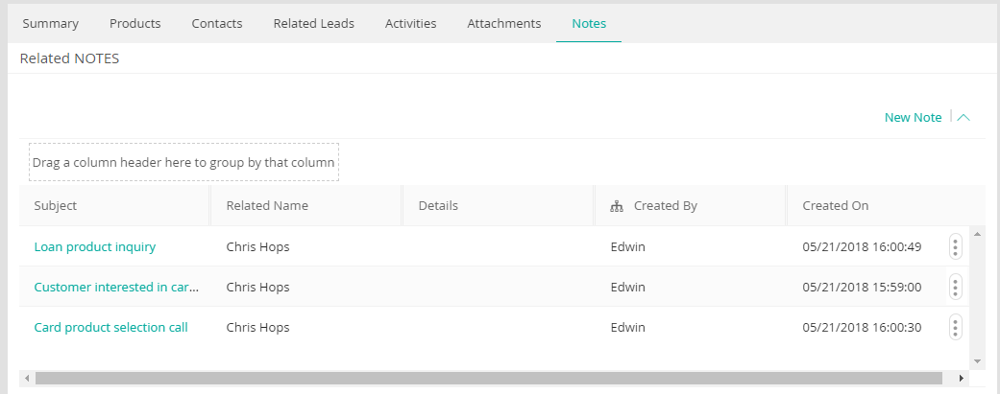 Summary Products Contacts Related Leads Activities Attachments Notes
Related NOTES
New Note
Drag a column header here to group by that column
Subject Related Name Details Created By Created On
Loan product inquiry Chris Hops Edwin 05/21/2018 16:00:49
Customer interested in car... Chris Hops Edwin 05/21/2018 15:59:00
Card product selection call Chris Hops Edwin 05/21/2018 16:00:30